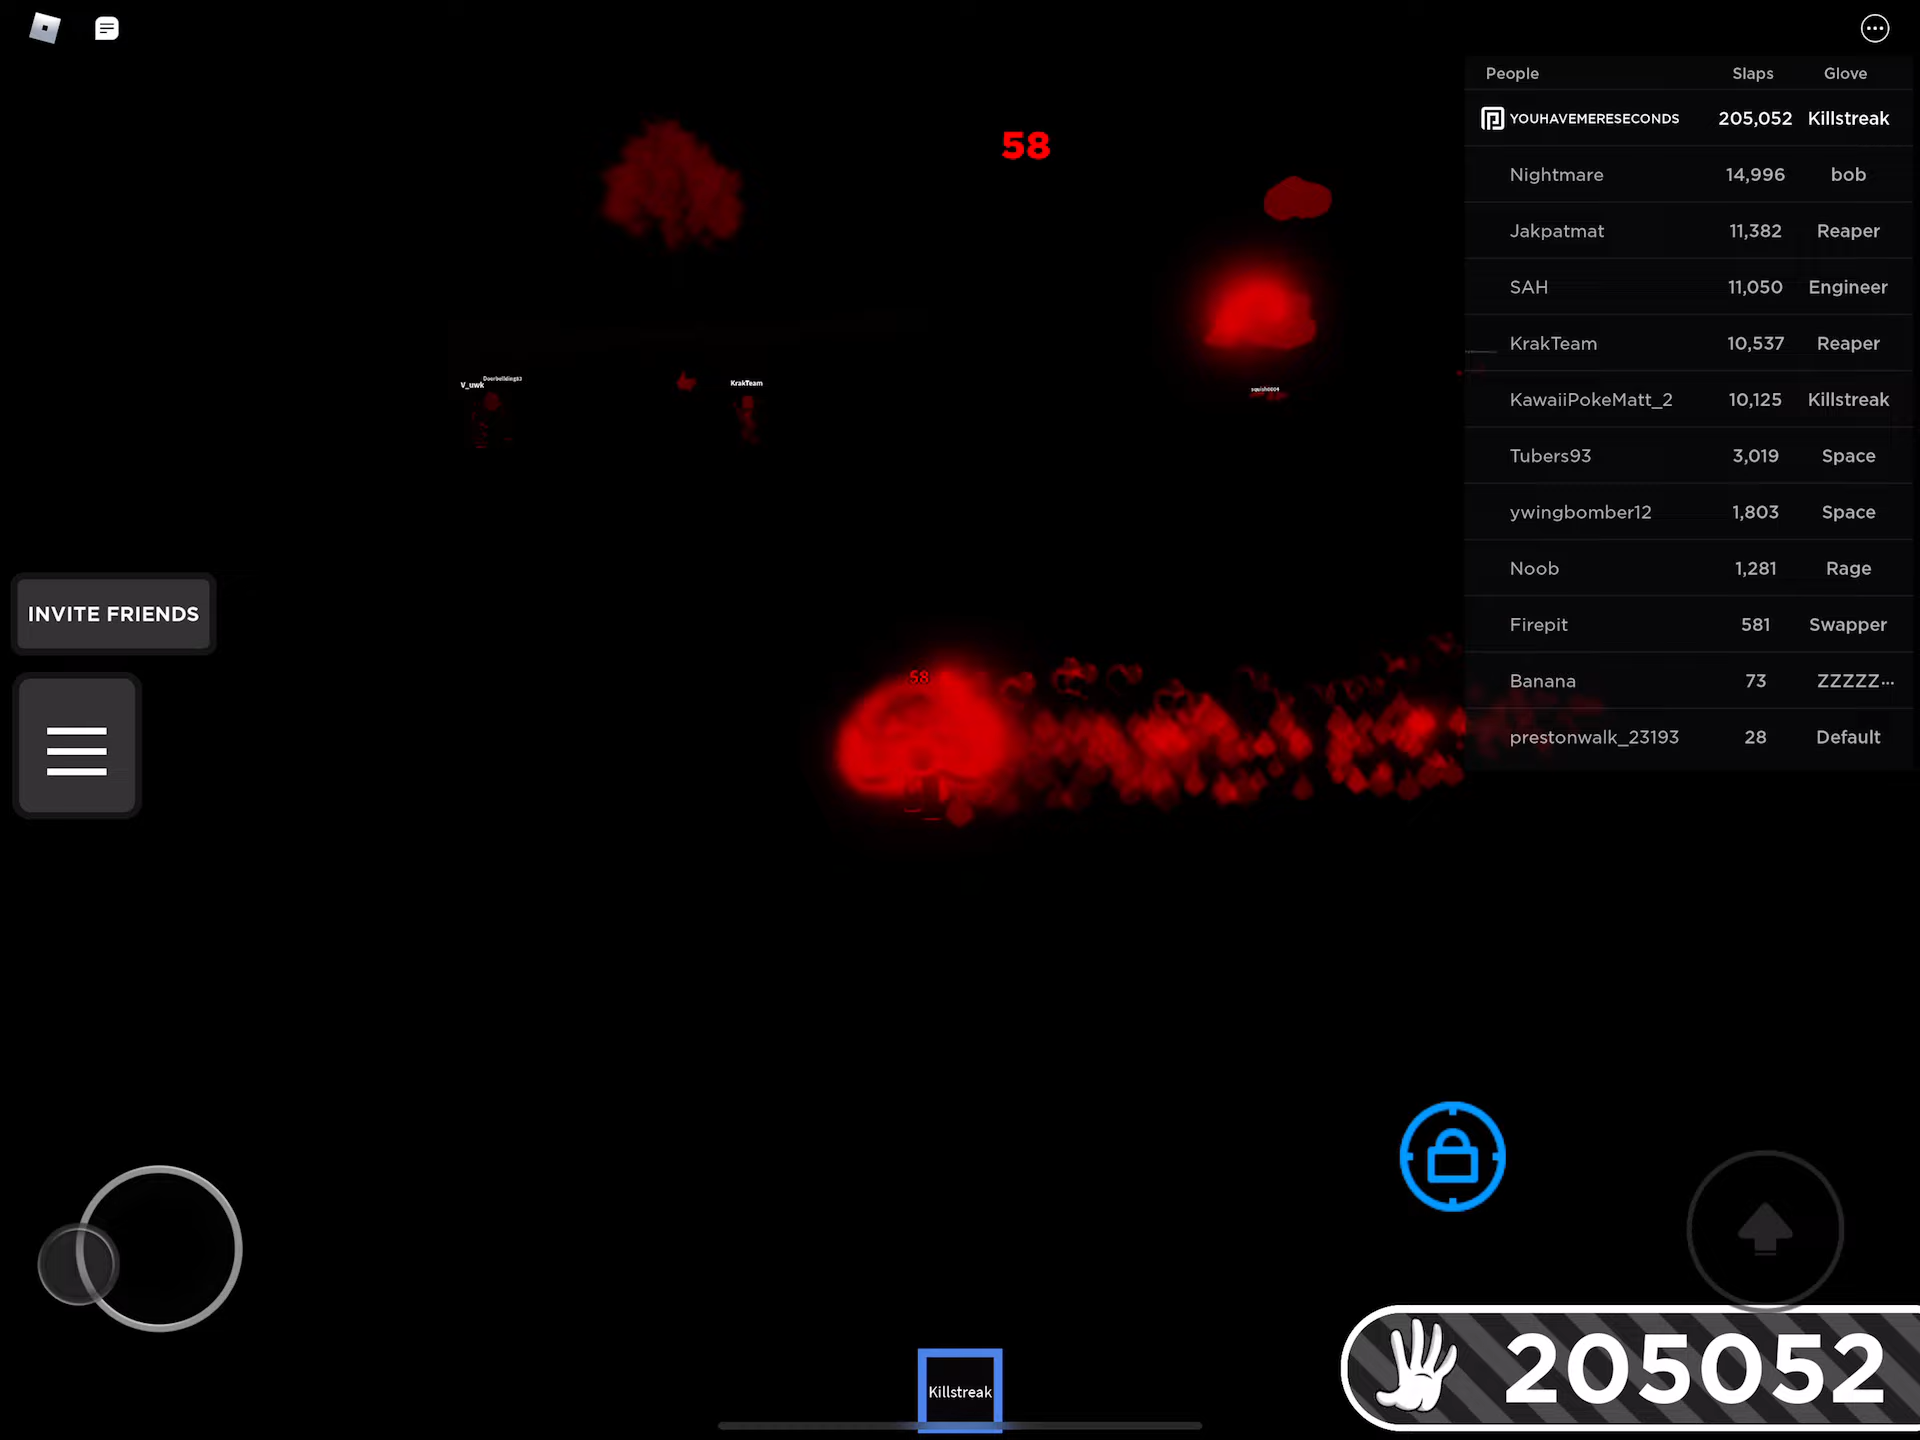 People Slaps Glove
YOUHAVEMERESECONDS 205,052 Killstreak
Nightmare 14,996 bob
Jakpatmat 11,382 Reaper
SAH 11,050 Engineer
KrakTeam 10,537 Reaper
KawaiiPokeMatt_2 10,125 Killstreak
Tubers93 3,019 Space
ywingbomber12 1,803 Space
Noob 1,281 Rage
Firepit 581 Swapper
Banana 73 ZZZZZ...
prestonwalk_23193 28 Default
58
V_uwk
KrakTeam
INVITE FRIENDS
58
Killstreak
205052